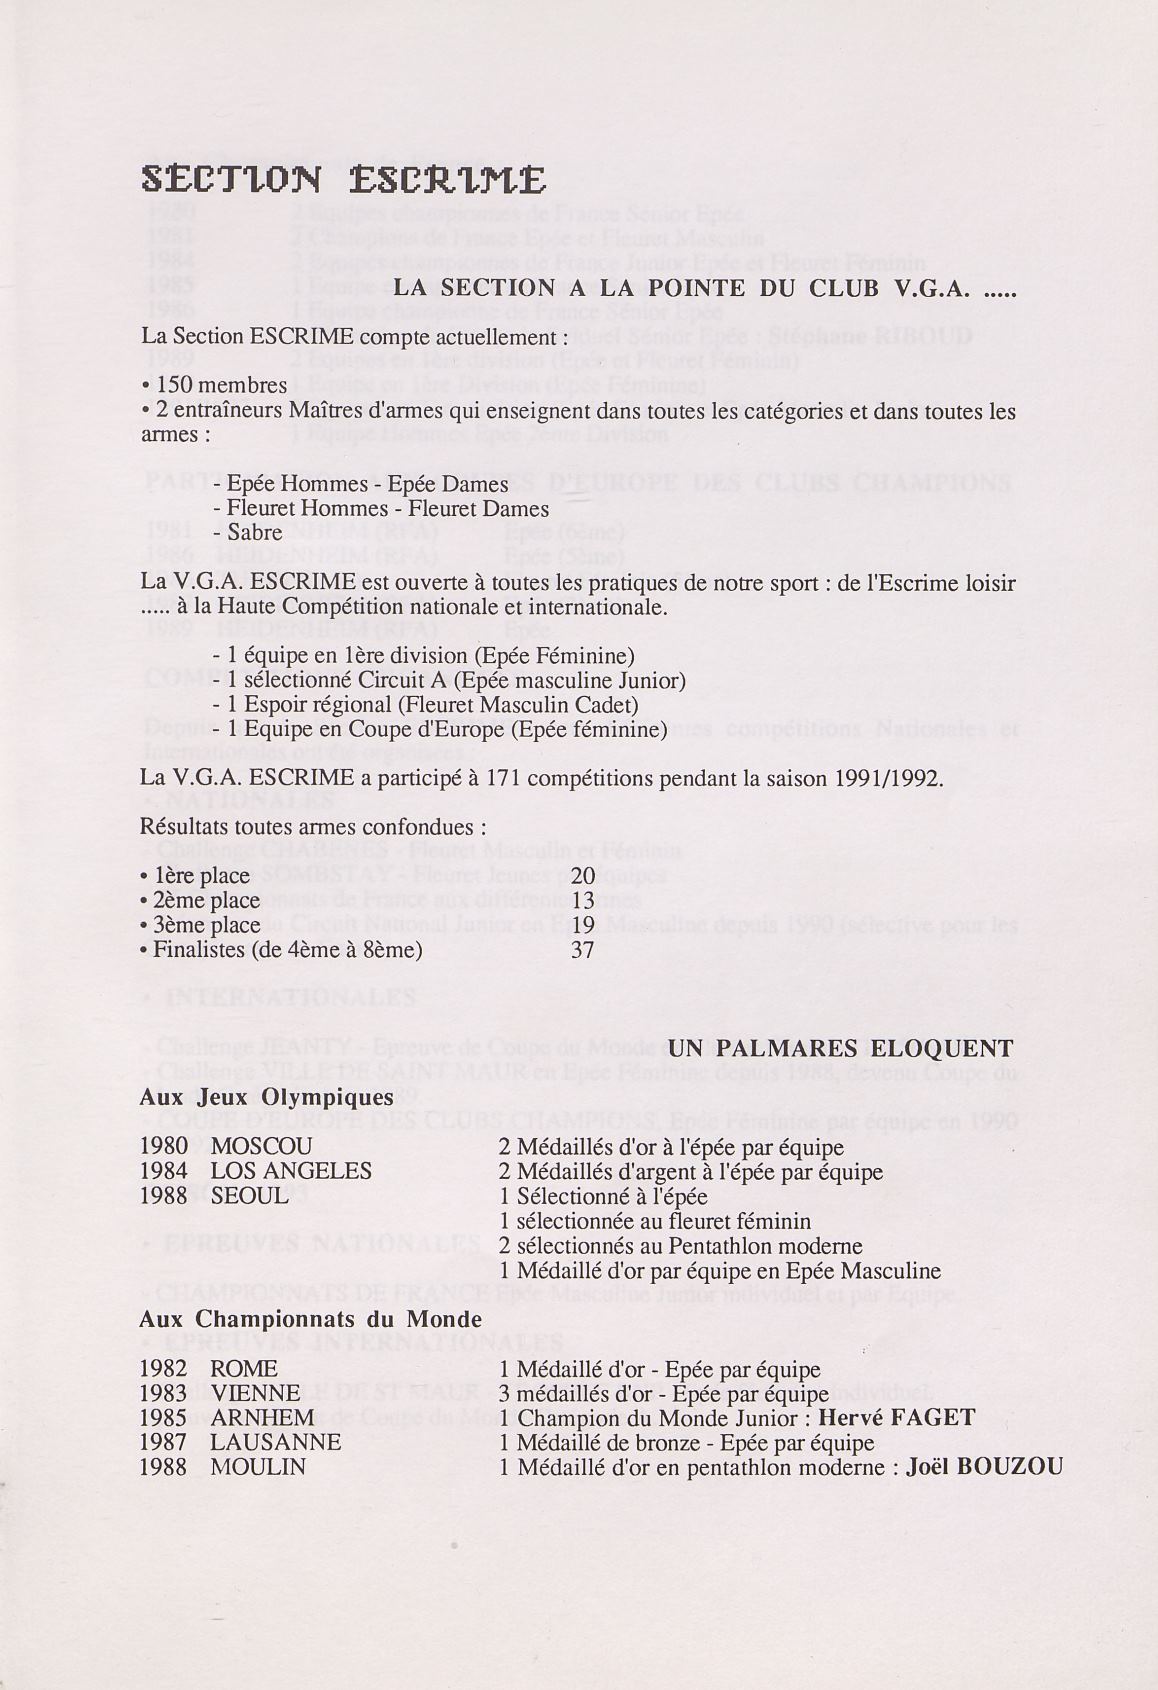 SECTION ESCRIME
LA SECTION A LA POINTE DU CLUB V.G.A. .....
La Section ESCRIME compte actuellement :
• 150 membres
• 2 entraîneurs Maîtres d'armes qui enseignent dans toutes les catégories et dans toutes les
armes :
- Epée Hommes - Epée Dames
- Fleuret Hommes - Fleuret Dames
- Sabre
La V.G.A. ESCRIME est ouverte à toutes les pratiques de notre sport : de l'Escrime loisir
..... à la Haute Compétition nationale et internationale.
- 1 équipe en 1ère division (Epée Féminine)
- 1 sélectionné Circuit A (Epée masculine Junior)
- 1 Espoir régional (Fleuret Masculin Cadet)
- 1 Equipe en Coupe d'Europe (Epée féminine)
La V.G.A. ESCRIME a participé à 171 compétitions pendant la saison 1991/1992.
Résultats toutes armes confondues :
• 1ère place 20
• 2ème place 13
• 3ème place 19
• Finalistes (de 4ème à 8ème) 37
UN PALMARES ELOQUENT
Aux Jeux Olympiques
1980 MOSCOU 2 Médaillés d'or à l'épée par équipe
1984 LOS ANGELES 2 Médaillés d'argent à l'épée par équipe
1988 SEOUL 1 Sélectionné à l'épée
1 sélectionnée au fleuret féminin
2 sélectionnés au Pentathlon moderne
1 Médaillé d'or par équipe en Epée Masculine
Aux Championnats du Monde
1982 ROME 1 Médaillé d'or - Epée par équipe
1983 VIENNE 3 médaillés d'or - Epée par équipe
1985 ARNHEM 1 Champion du Monde Junior : Hervé FAGET
1987 LAUSANNE 1 Médaillé de bronze - Epée par équipe
1988 MOULIN 1 Médaillé d'or en pentathlon moderne : Joël BOUZOU